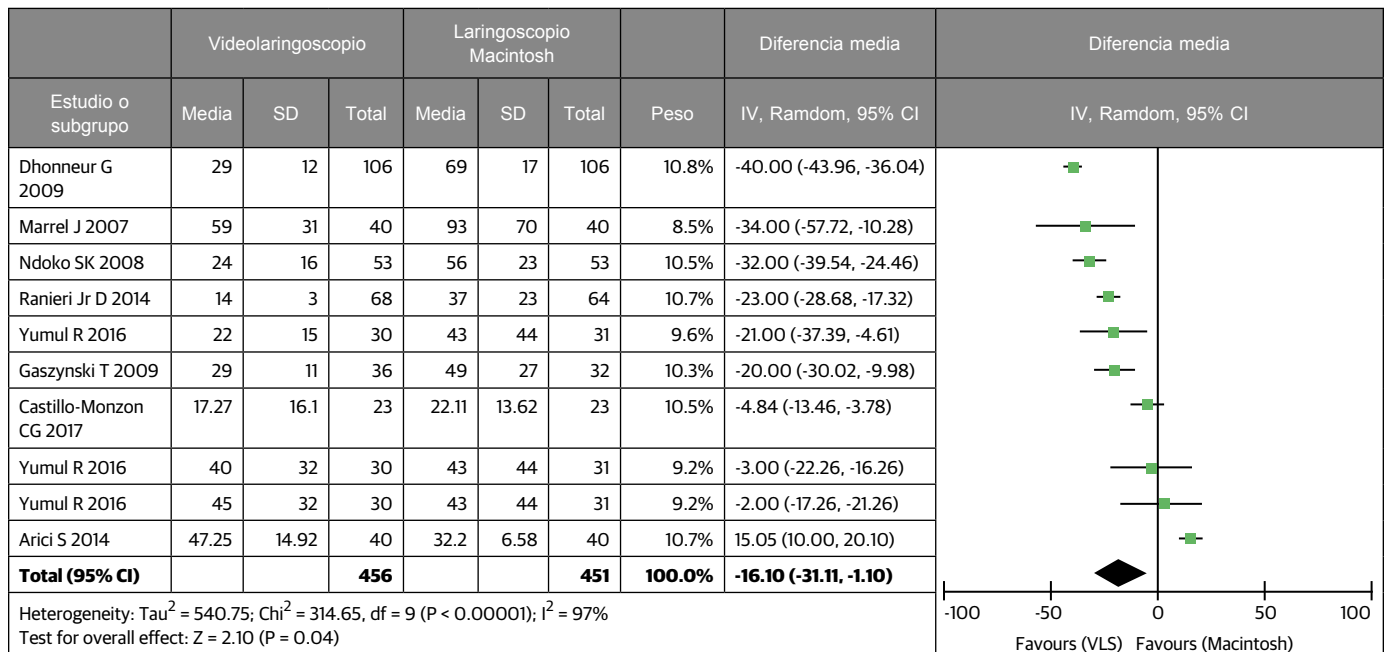 Videolaringoscopio Laringoscopio Macintosh Diferencia media Diferencia media
Estudio o subgrupo Media SD Total Media SD Total Peso IV, Ramdom, 95% CI IV, Ramdom, 95% CI
Dhonneur G 2009 29 12 106 69 17 106 10.8% -40.00 (-43.96, -36.04)
Marrel J 2007 59 31 40 93 70 40 8.5% -34.00 (-57.72, -10.28)
Ndoko SK 2008 24 16 53 56 23 53 10.5% -32.00 (-39.54, -24.46)
Ranieri Jr D 2014 14 3 68 37 23 64 10.7% -23.00 (-28.68, -17.32)
Yumul R 2016 22 15 30 43 44 31 9.6% -21.00 (-37.39, -4.61)
Gaszynski T 2009 29 11 36 49 27 32 10.3% -20.00 (-30.02, -9.98)
Castillo-Monzon CG 2017 17.27 16.1 23 22.11 13.62 23 10.5% -4.84 (-13.46, -3.78)
Yumul R 2016 40 32 30 43 44 31 9.2% -3.00 (-22.26, -16.26)
Yumul R 2016 45 32 30 43 44 31 9.2% -2.00 (-17.26, -21.26)
Arici S 2014 47.25 14.92 40 32.2 6.58 40 10.7% 15.05 (10.00, 20.10)
Total (95% CI) 456 451 100.0% -16.10 (-31.11, -1.10)
Heterogeneity: Tau² = 540.75; Chi² = 314.65, df = 9 (P < 0.00001); I² = 97%
Test for overall effect: Z = 2.10 (P = 0.04)
-100 -50 0 50 100
Favours (VLS) Favours (Macintosh)